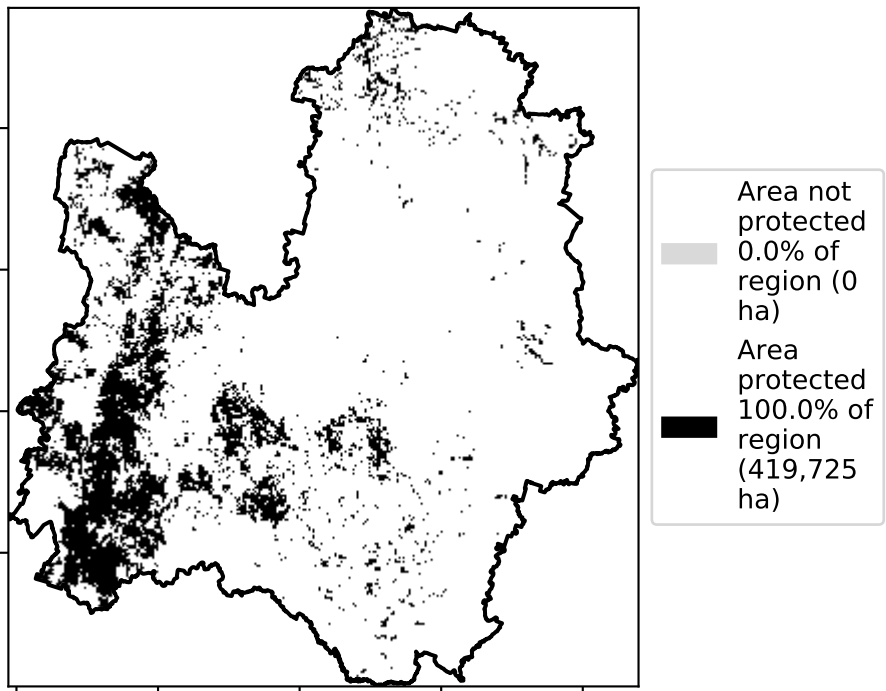 Area not
protected
0.0% of
region (0
ha)
Area
protected
100.0% of
region
(419,725
ha)